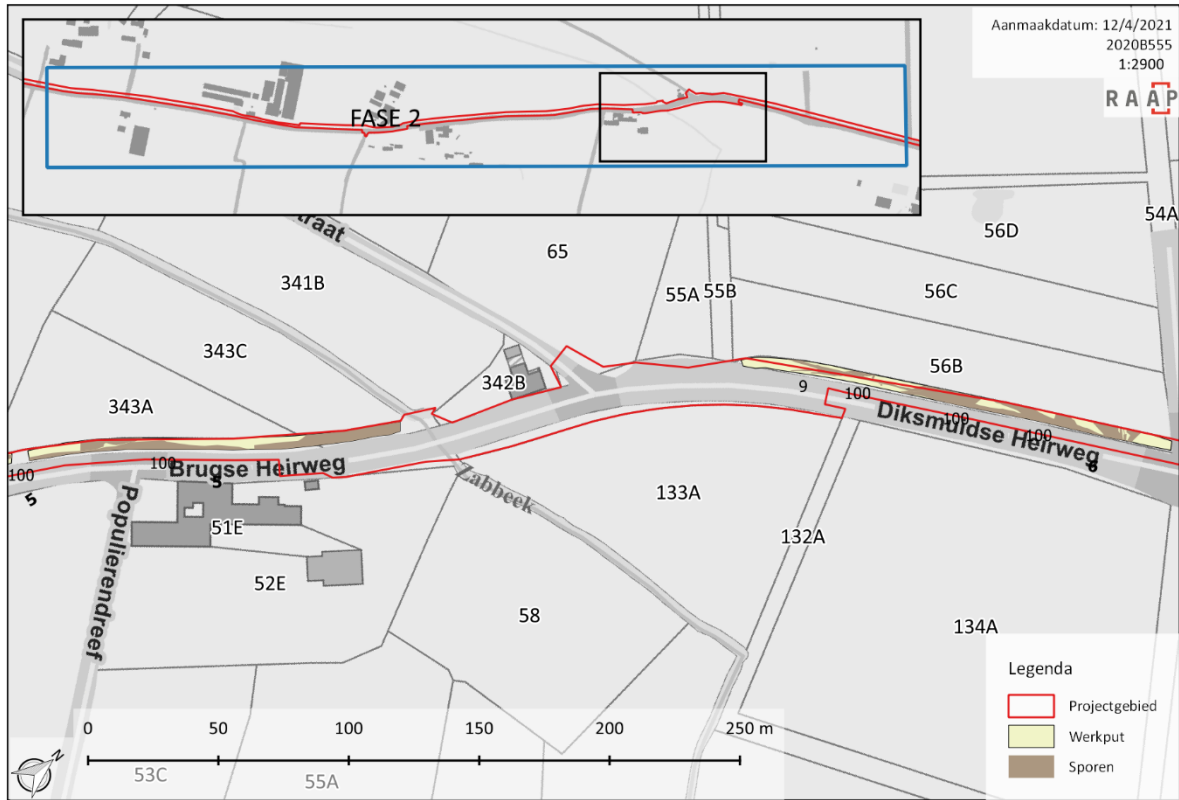 Aanmaakdatum: 12/4/2021
2020B555
1:2900
RAAP
FASE 2
54A
56D
traat
65
341B
55A
55B
56C
343C
342B
56B
343A
9
100
Diksmuidse Heirweg
100
100
6
100
100
Brugse Heirweg
5
5
Zabbeek
133A
Populierendreef
51E
132A
52E
58
134A
Legenda
Projectgebied
Werkput
Sporen
0 50 100 150 200 250 m
N
53C
55A